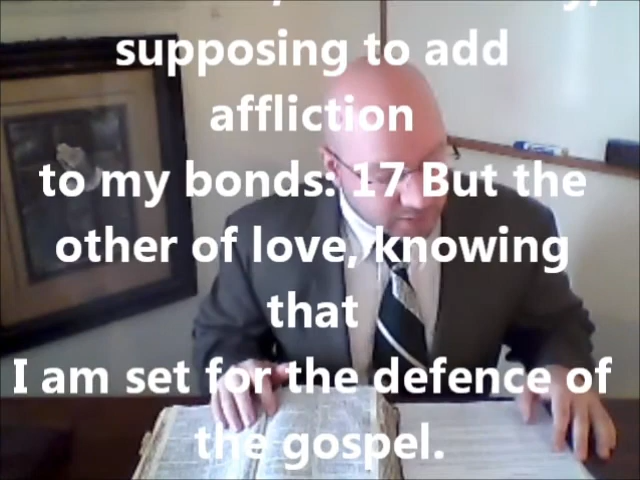 supposing to add
affliction
to my bonds: 17 But the
other of love, knowing
that
I am set for the defence of
the gospel.